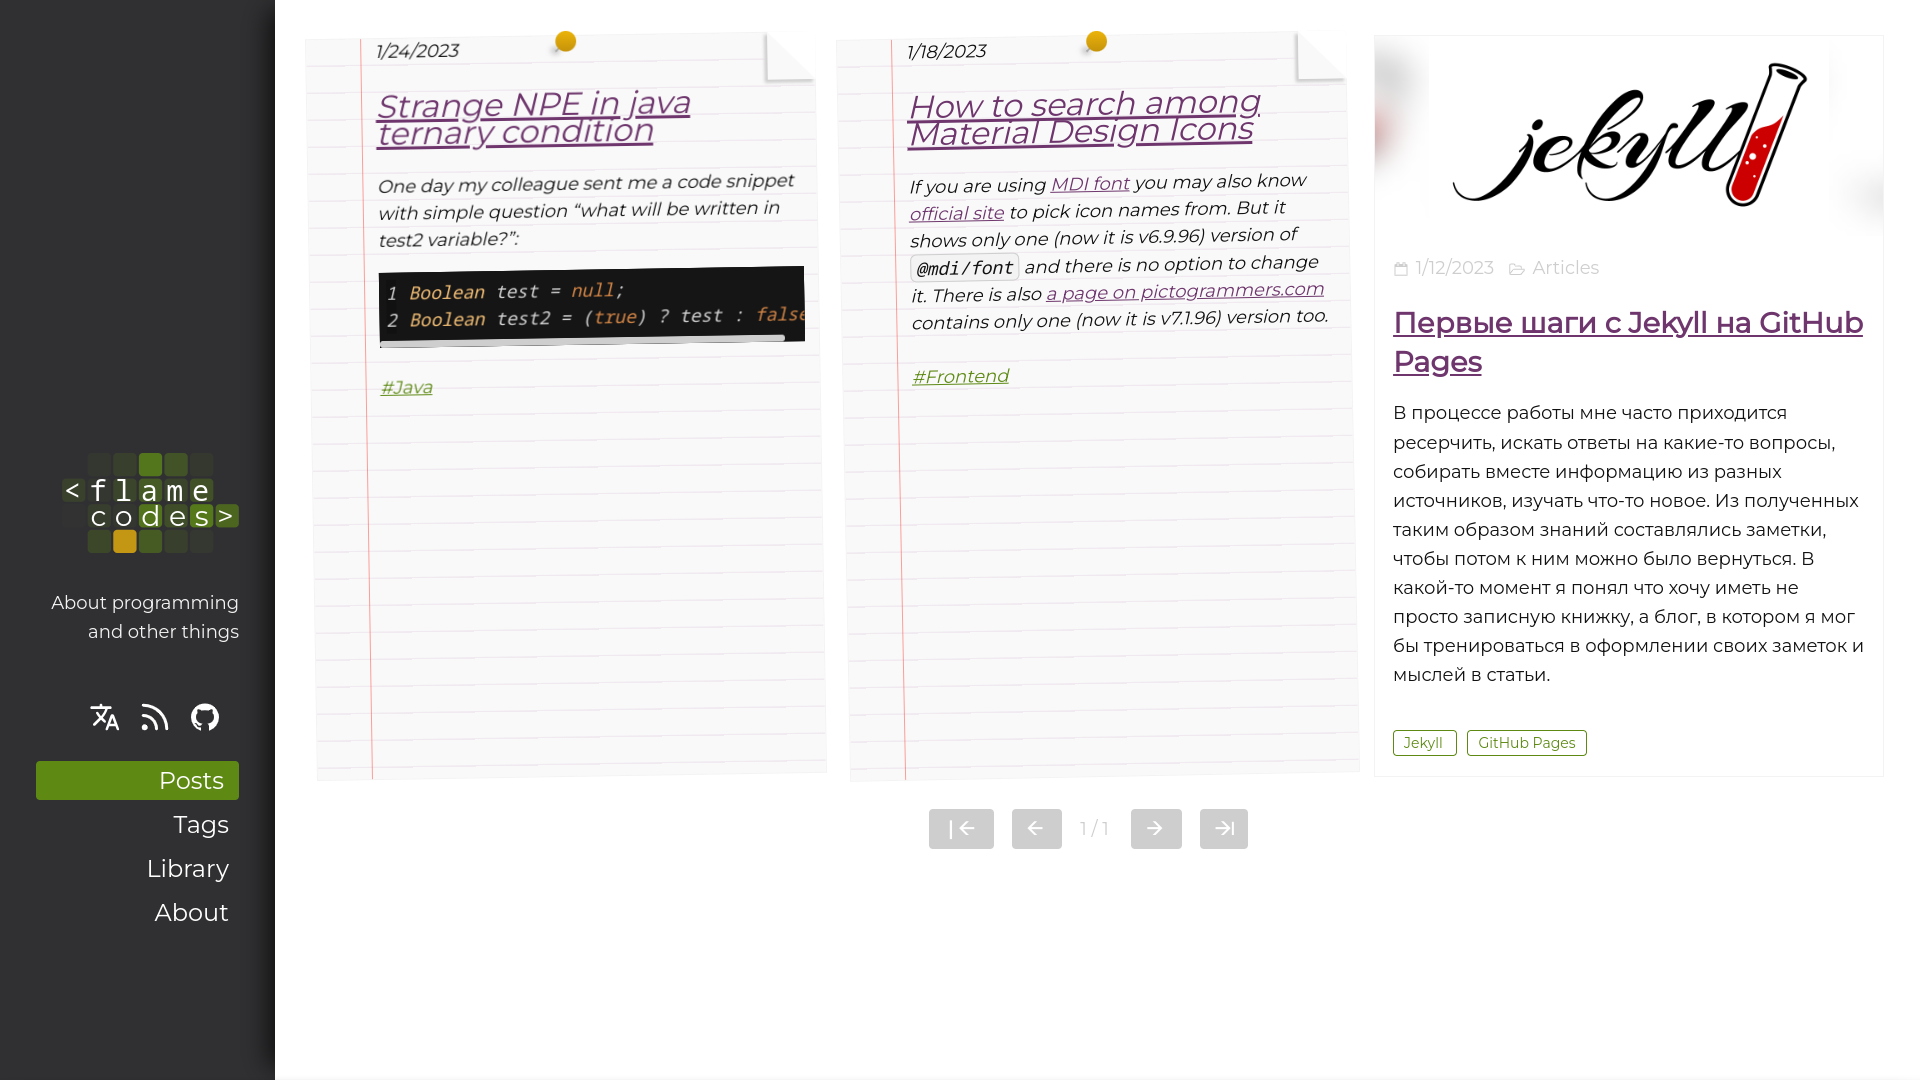 <flame
codes>
About programming
and other things
Posts
Tags
Library
About
1/24/2023
Strange NPE in java
ternary condition
One day my colleague sent me a code snippet
with simple question “what will be written in
test2 variable?”:
1 Boolean test = null;
2 Boolean test2 = (true) ? test : false
#Java
1/18/2023
How to search among
Material Design Icons
If you are using MDI font you may also know
official site to pick icon names from. But it
shows only one (now it is v6.9.96) version of
@mdi/font and there is no option to change
it. There is also a page on pictogrammers.com
contains only one (now it is v7.1.96) version too.
#Frontend
jekyll
1/12/2023 Articles
Первые шаги с Jekyll на GitHub
Pages
В процессе работы мне часто приходится
ресерчить, искать ответы на какие-то вопросы,
собирать вместе информацию из разных
источников, изучать что-то новое. Из полученных
таким образом знаний составлялись заметки,
чтобы потом к ним можно было вернуться. В
какой-то момент я понял что хочу иметь не
просто записную книжку, а блог, в котором я мог
бы тренироваться в оформлении своих заметок и
мыслей в статьи.
Jekyll GitHub Pages
1 / 1